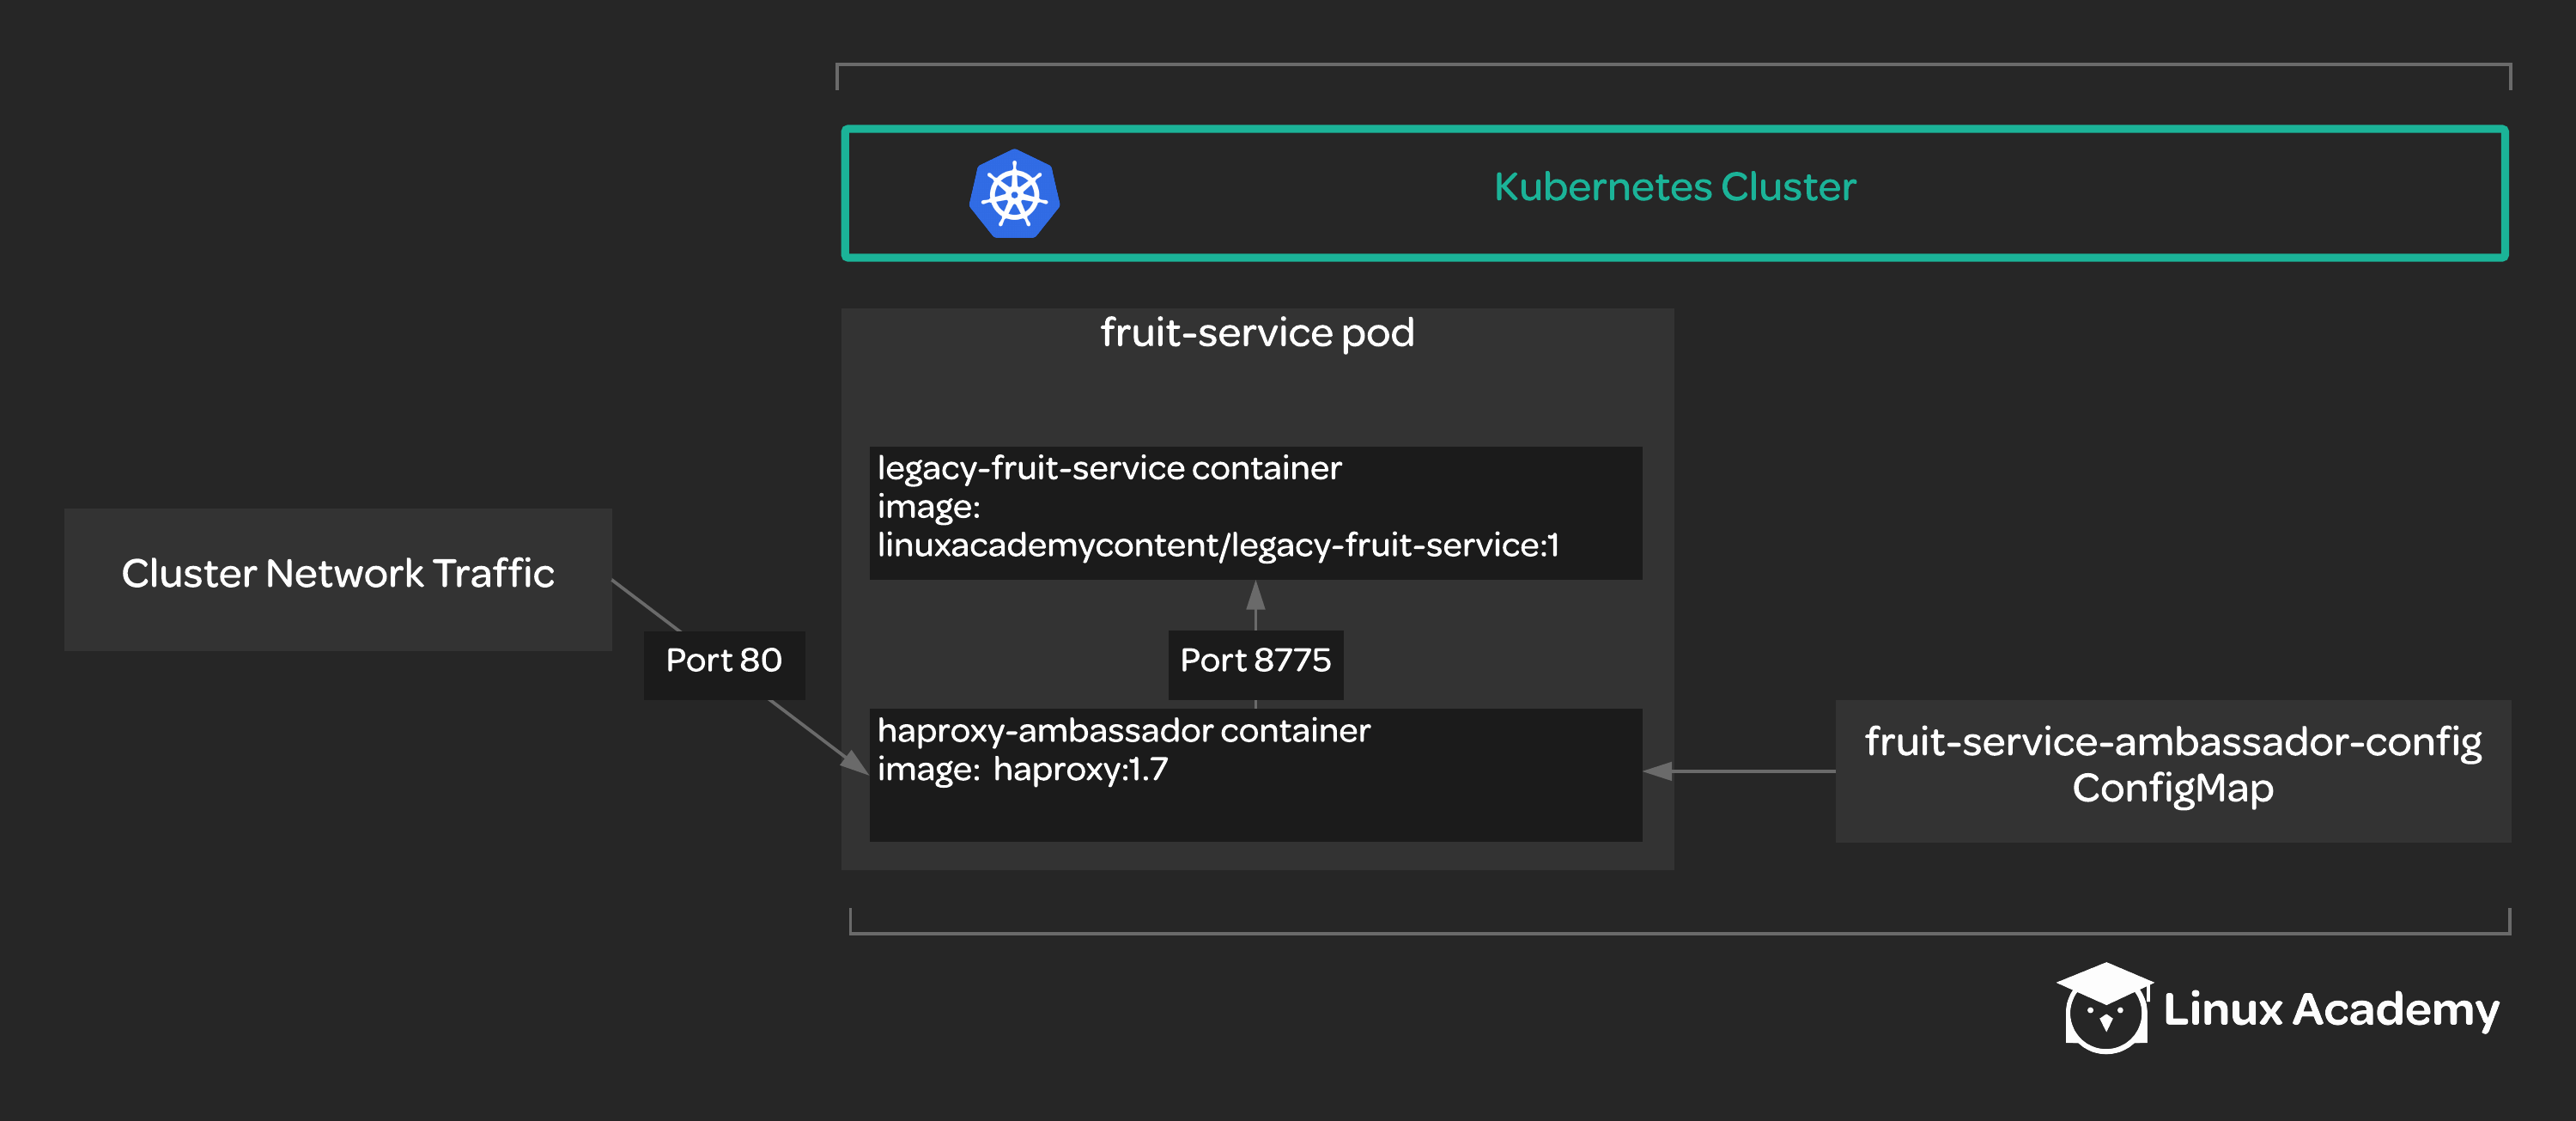 Kubernetes Cluster
fruit-service pod
legacy-fruit-service container
image:
linuxacademycontent/legacy-fruit-service:1
Cluster Network Traffic
Port 80
Port 8775
haproxy-ambassador container
image: haproxy:1.7
fruit-service-ambassador-config
ConfigMap
Linux Academy